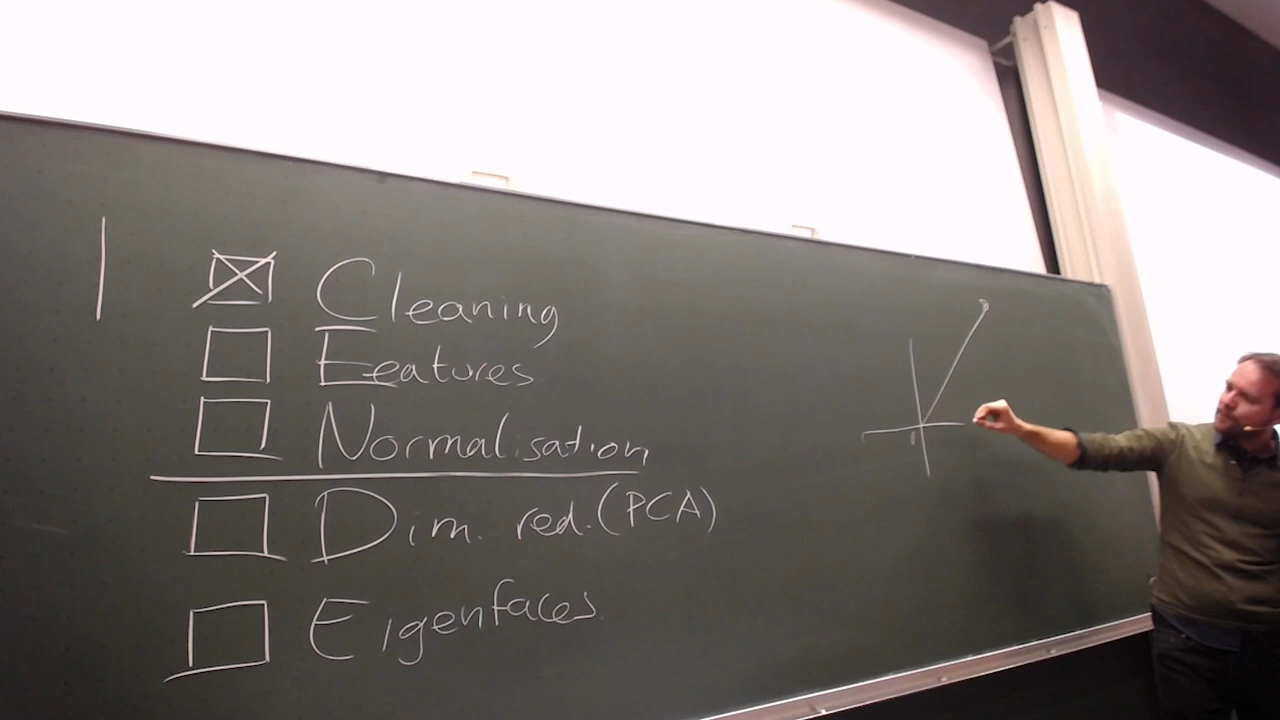 Cleaning
Features
Normalisation
Dim. red. (PCA)
Eigenfaces